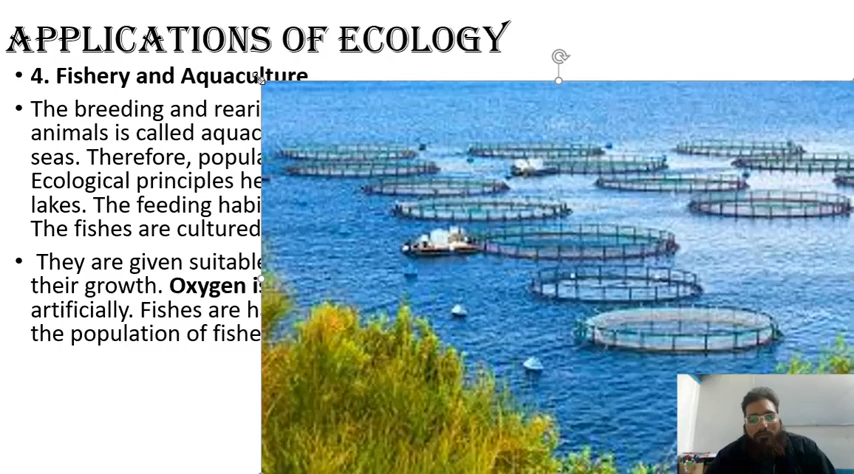 APPLICATIONS OF ECOLOGY
• 4. Fishery and Aquaculture
• The breeding and reari
animals is called aquac
seas. Therefore, popula
Ecological principles he
lakes. The feeding habi
The fishes are cultured
• They are given suitable
their growth. Oxygen is
artificially. Fishes are h
the population of fishe